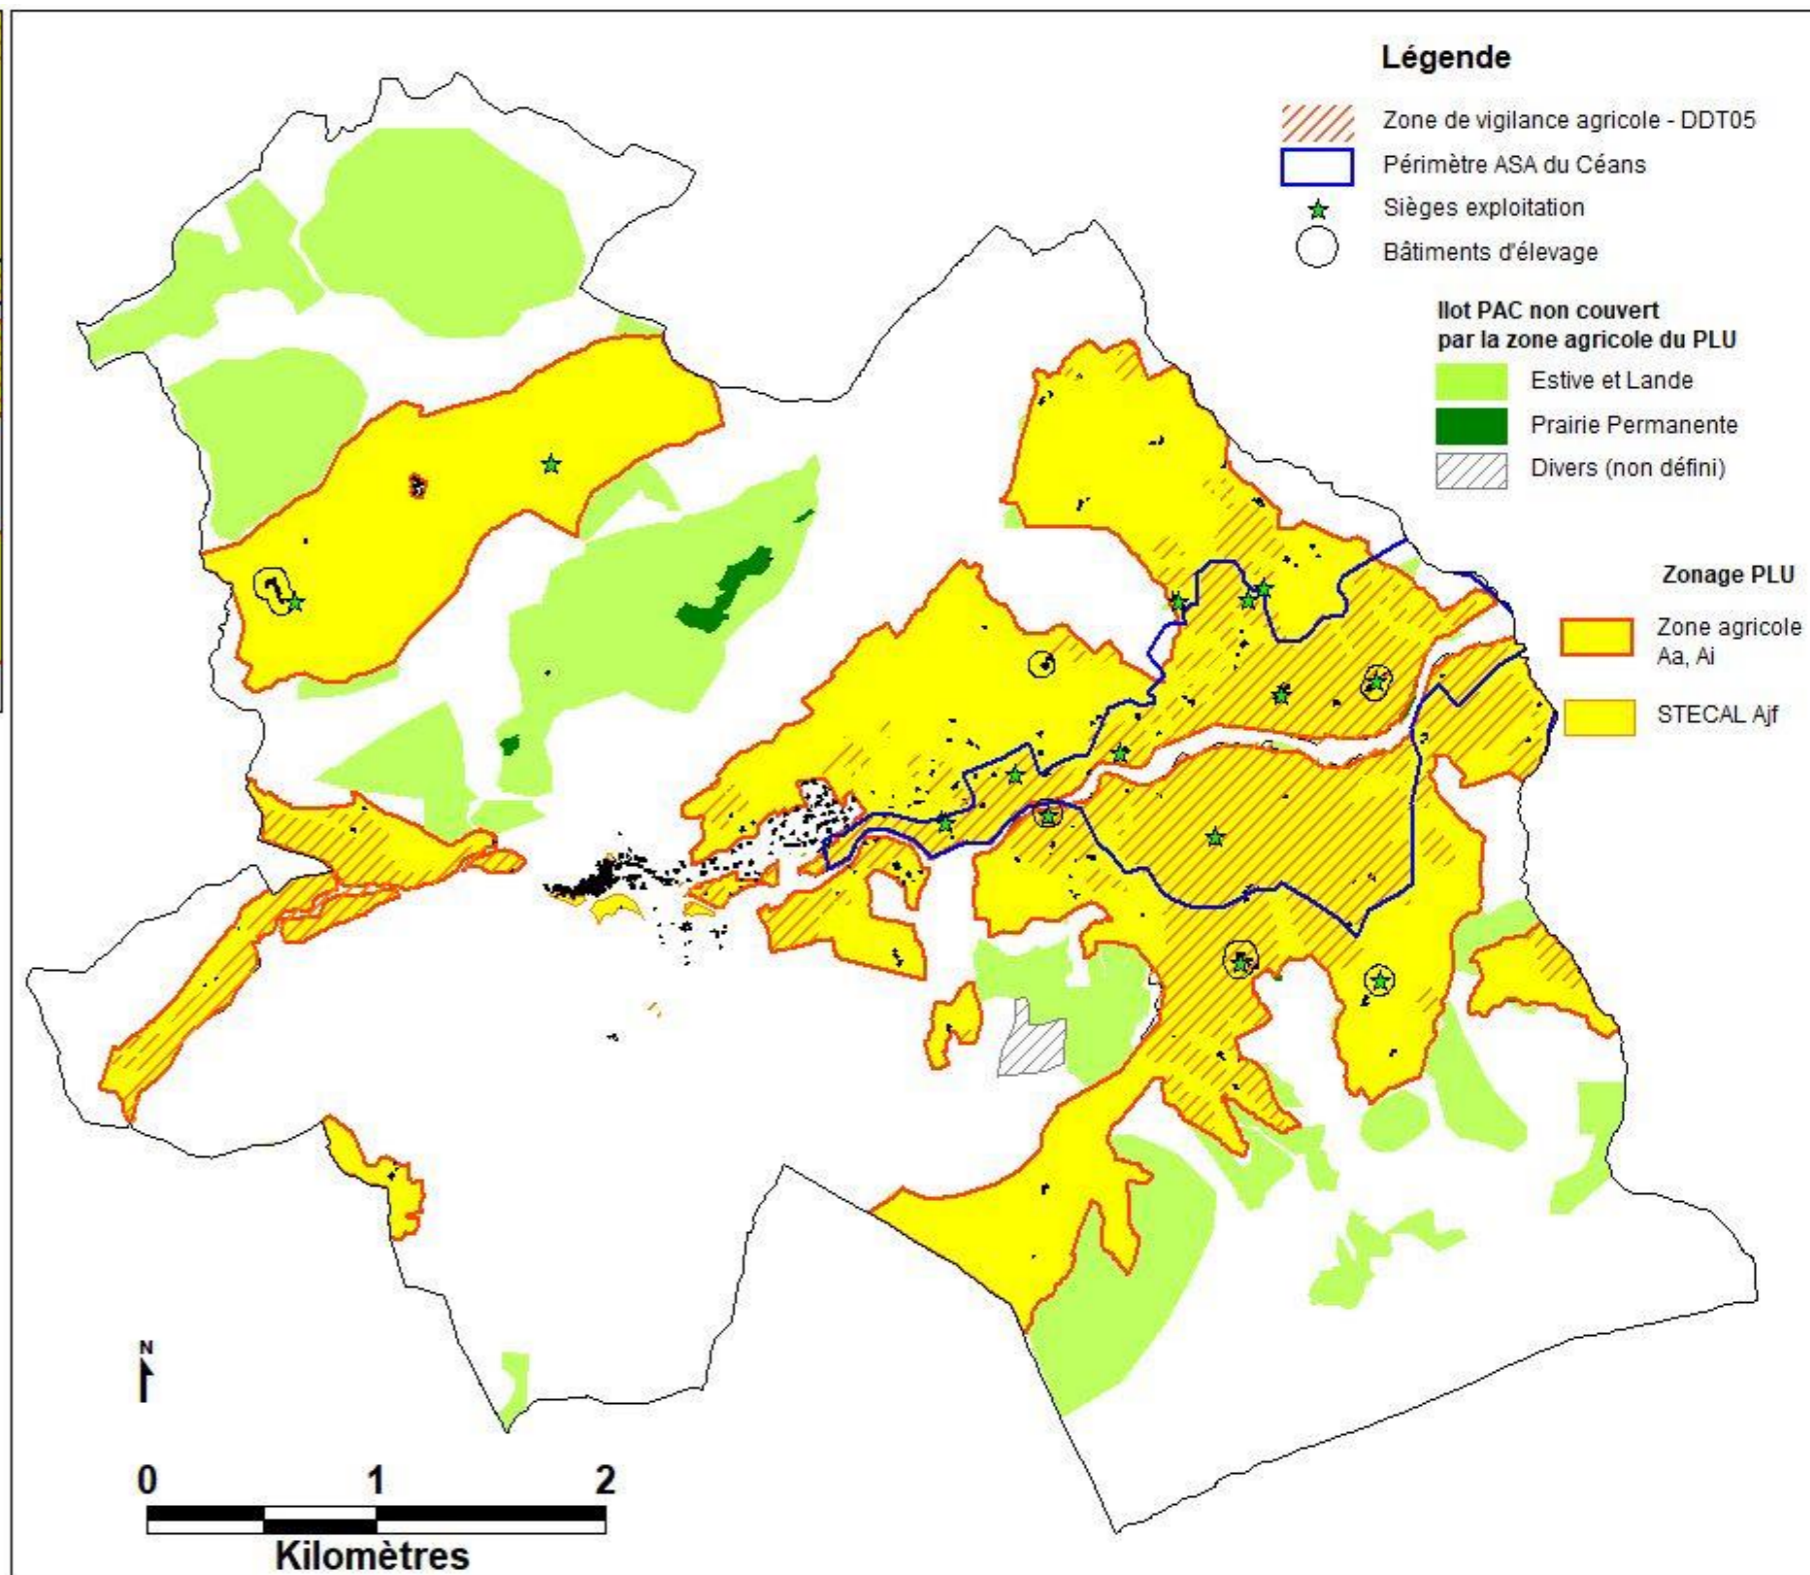 Légende
Zone de vigilance agricole - DDT05
Périmètre ASA du Céans
Sièges exploitation
Bâtiments d'élevage
Ilot PAC non couvert
par la zone agricole du PLU
Estive et Lande
Prairie Permanente
Divers (non défini)
Zonage PLU
Zone agricole
Aa, Ai
STECAL Ajf
N
0 1 2
Kilomètres